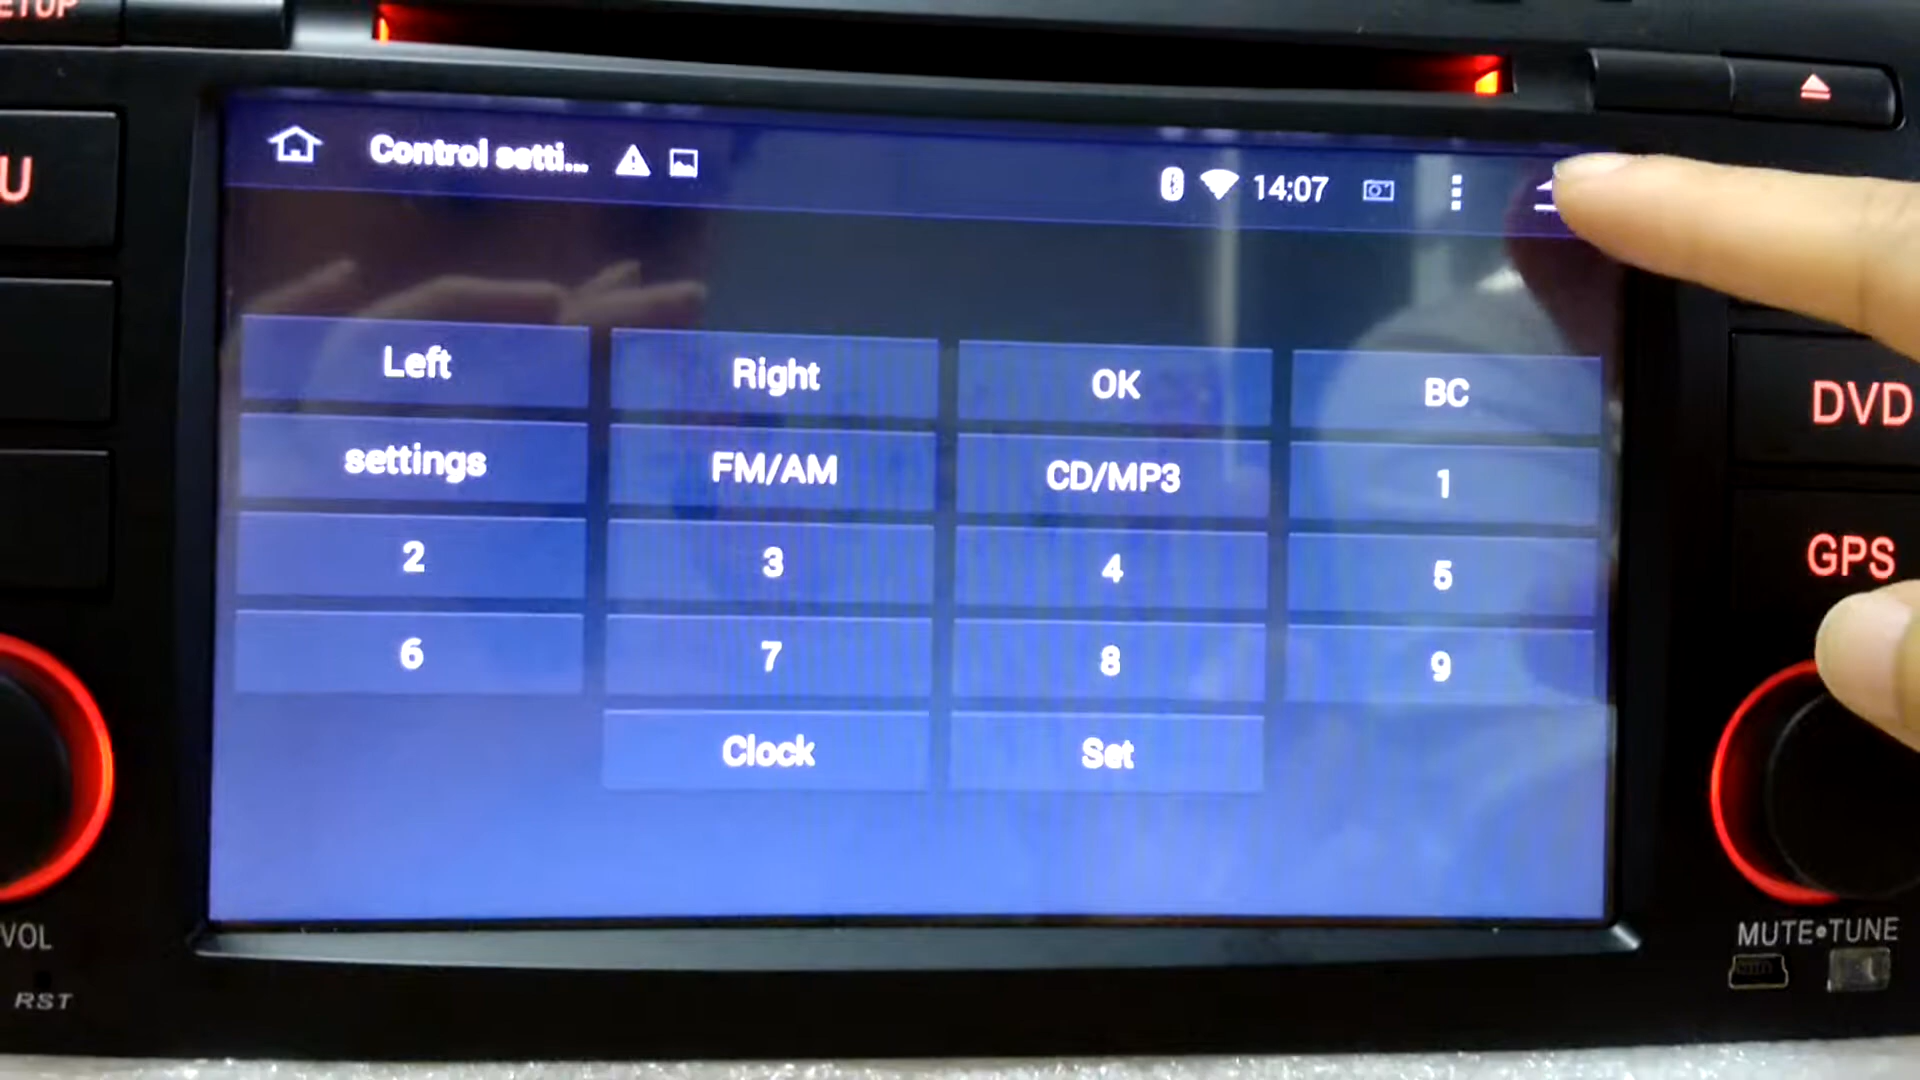 ETUP
U
Control setti...
14:07
Left Right OK BC
settings FM/AM CD/MP3 1
2 3 4 5
6 7 8 9
Clock Set
DVD
GPS
VOL
RST
MUTE•TUNE